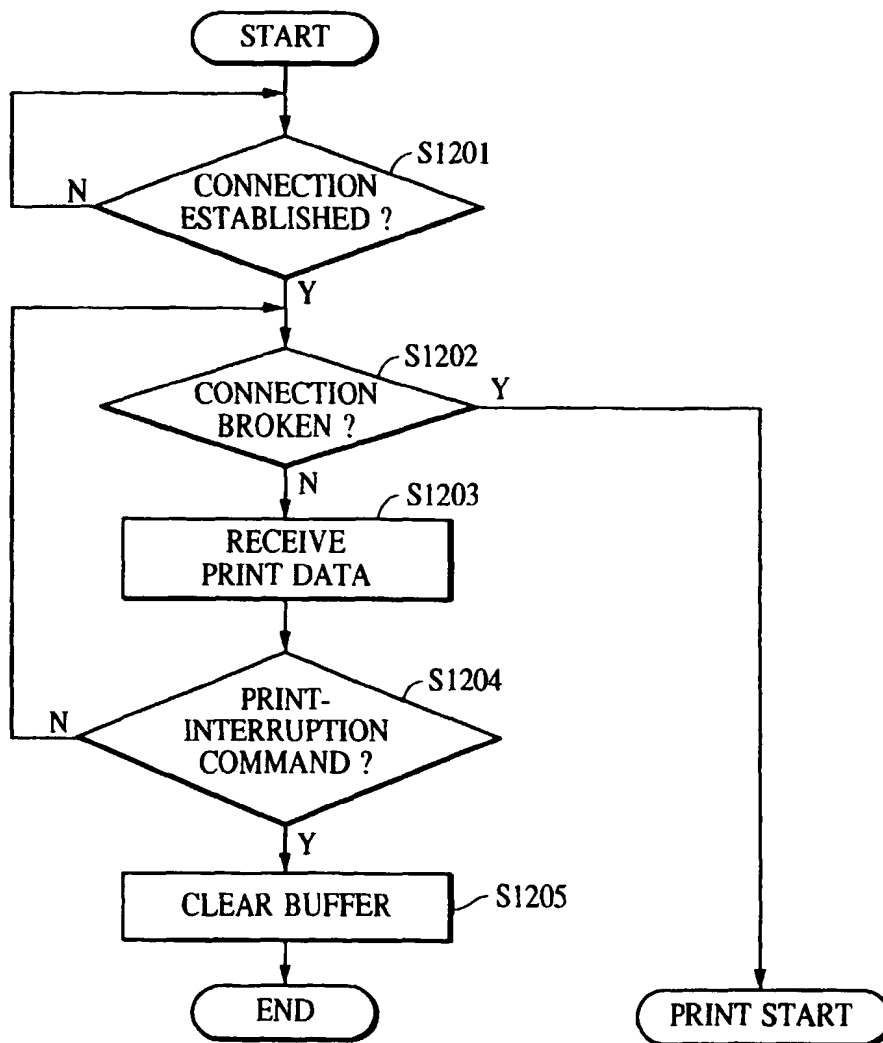 START
S1201
N
CONNECTION
ESTABLISHED ?
Y
S1202
CONNECTION
BROKEN ?
Y
N
S1203
RECEIVE
PRINT DATA
S1204
N
PRINT-
INTERRUPTION
COMMAND ?
Y
CLEAR BUFFER
S1205
END
PRINT START